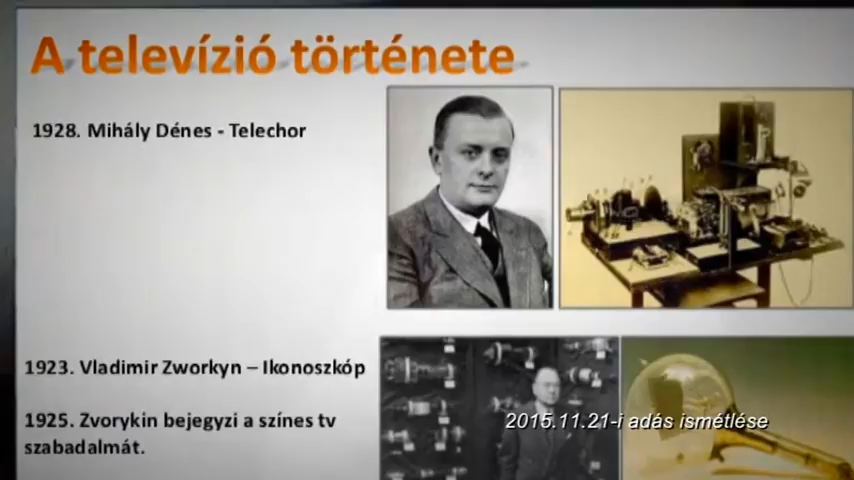 A televízió története
1928. Mihály Dénes - Telechor
1923. Vladimir Zworkyn – Ikonoszkóp
1925. Zvorykin bejegyzi a színes tv
szabadalmát.
2015.11.21-i adás ismétlése